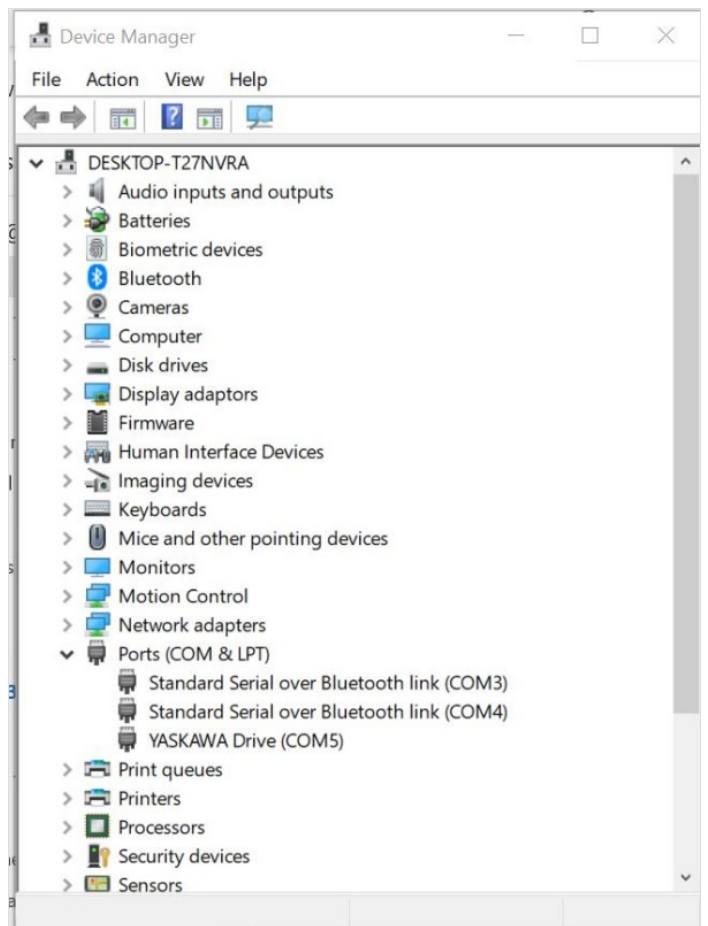 Device Manager
File Action View Help
DESKTOP-T27NVRA
Audio inputs and outputs
Batteries
Biometric devices
Bluetooth
Cameras
Computer
Disk drives
Display adaptors
Firmware
Human Interface Devices
Imaging devices
Keyboards
Mice and other pointing devices
Monitors
Motion Control
Network adapters
Ports (COM & LPT)
Standard Serial over Bluetooth link (COM3)
Standard Serial over Bluetooth link (COM4)
YASKAWA Drive (COM5)
Print queues
Printers
Processors
Security devices
Sensors